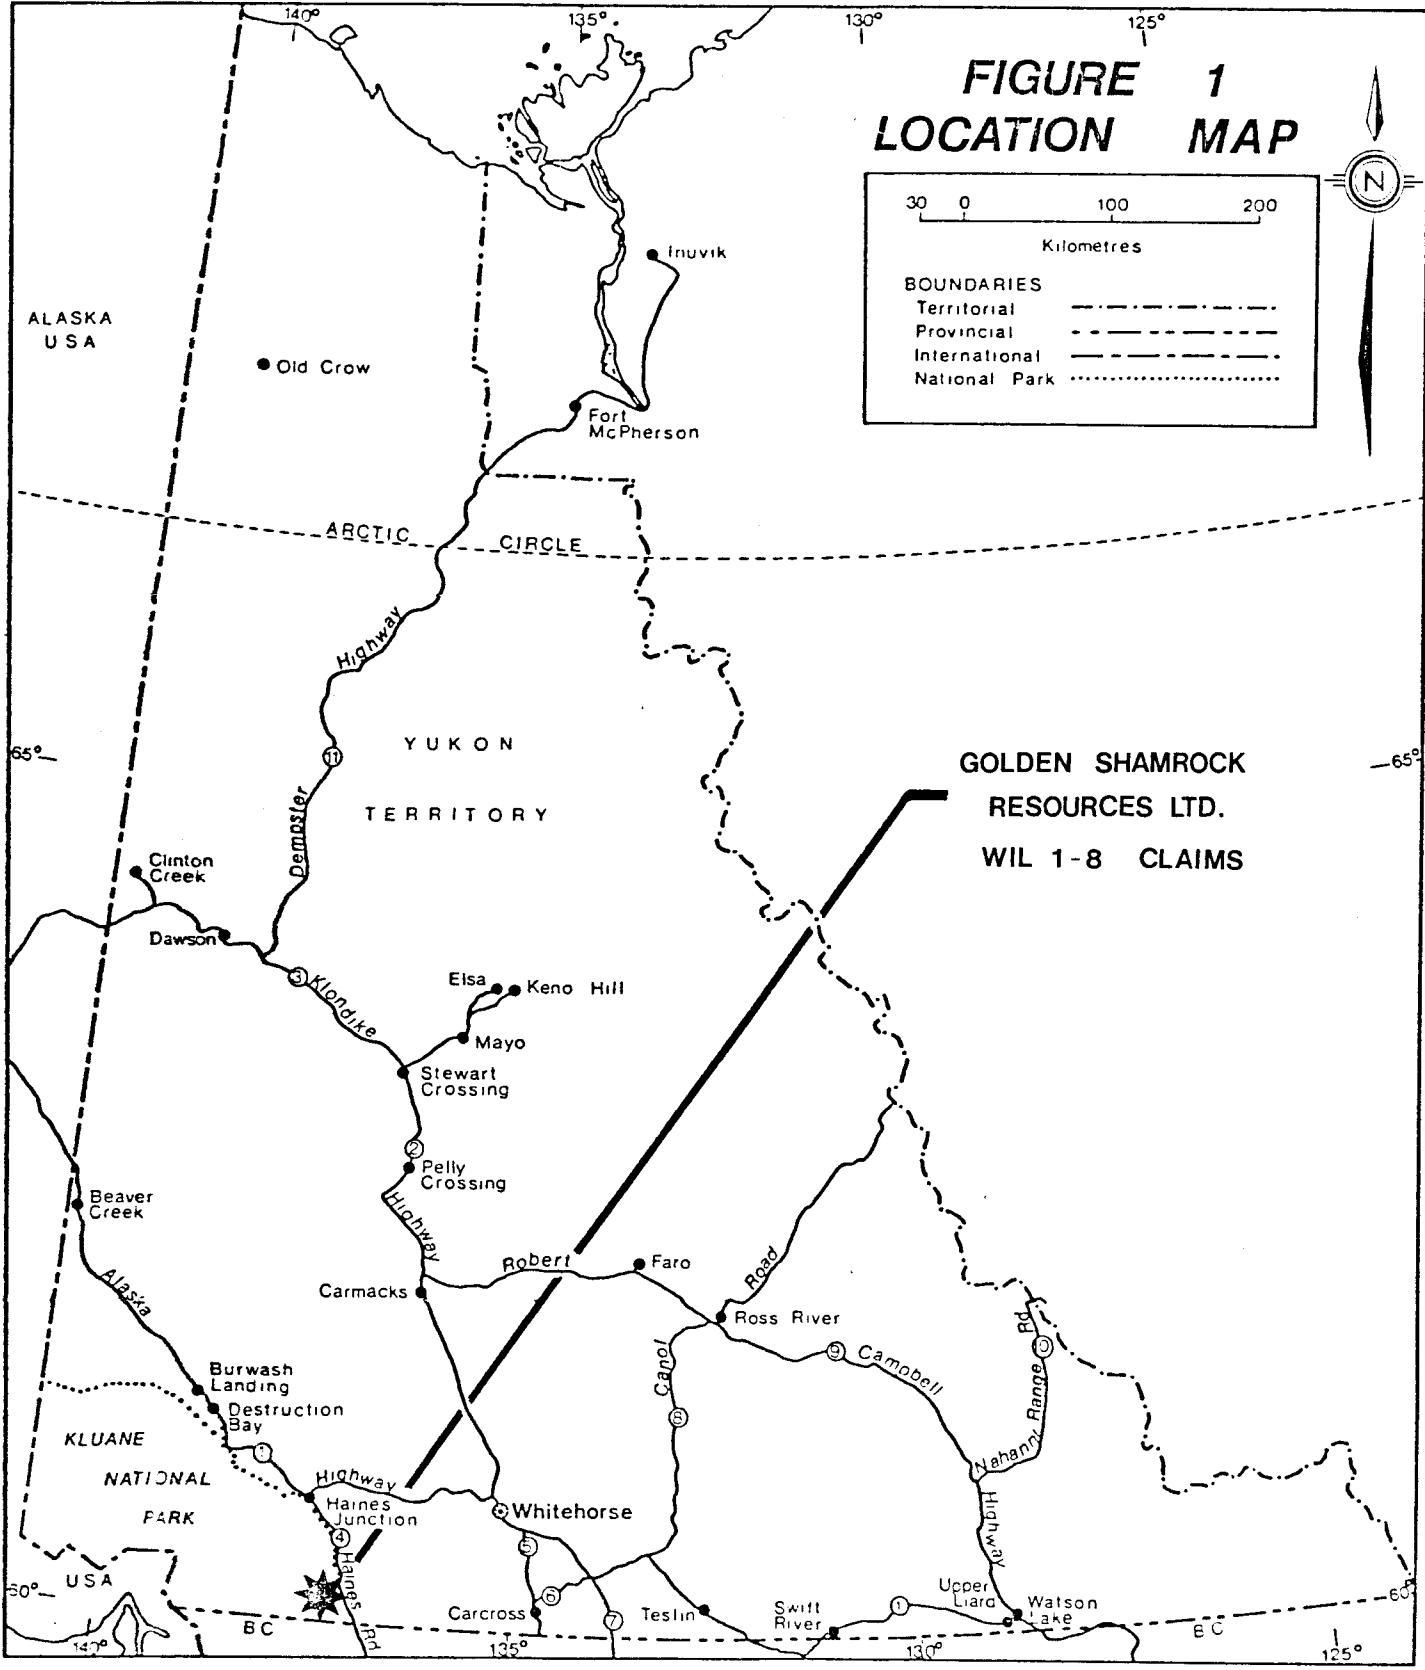 140°
135°
130°
125°
FIGURE 1
LOCATION MAP
N
30 0 100 200
Kilometres
BOUNDARIES
Territorial
Provincial
International
National Park
Inuvik
ALASKA
USA
Old Crow
Fort
McPherson
ARCTIC CIRCLE
Highway
65°
11
YUKON
TERRITORY
65°
GOLDEN SHAMROCK
RESOURCES LTD.
WIL 1-8 CLAIMS
Dempster
Clinton
Creek
Dawson
3
Klondike
Elsa
Keno Hill
Mayo
Stewart
Crossing
2
Pelly
Crossing
Beaver
Creek
Highway
Robert
Faro
Road
Alaska
Carmacks
Ross River
Rd
Canol
9
Campbell
0
Burwash
Landing
Destruction
Bay
Nahanni Range
8
KLUANE
NATIONAL
PARK
1
Highway
Haines
Junction
Whitehorse
4
5
Highway
Haines
USA
60°
6
Upper
Liard
60°
Carcross
7
Teslin
Swift
River
1
Watson
Lake
BC
Rd
BC
140°
135°
130°
125°